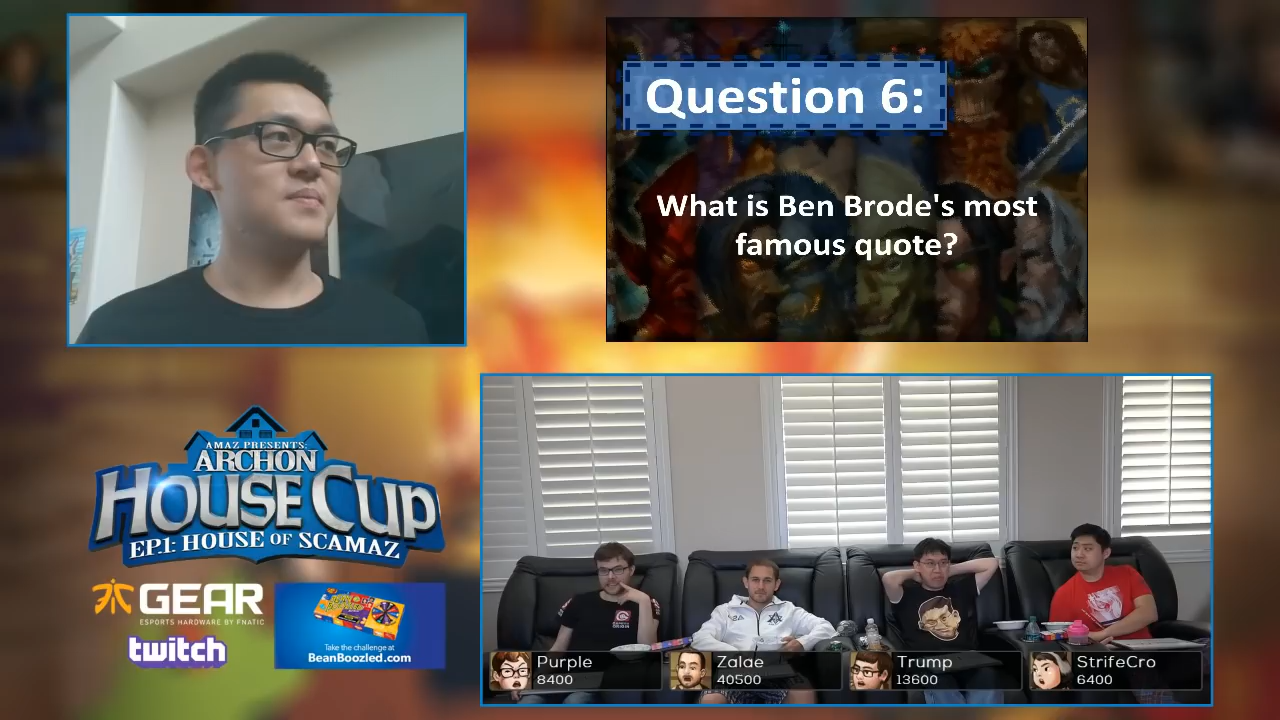 Question 6:
What is Ben Brode's most
famous quote?
AMAZ PRESENTS:
ARCHON
HOUSE CUP
EP.1: HOUSE OF SCAMAZ
GEAR
ESPORTS HARDWARE BY FNATIC
twitch
Take the challenge at
BeanBoozled.com
Purple
8400
Zalae
40500
Trump
13600
StrifeCro
6400